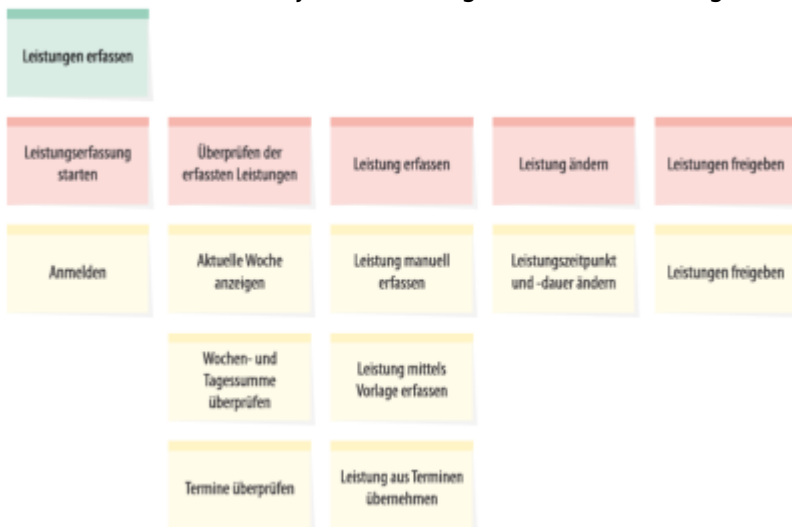 Leistungen erfassen
Leistungserfassung
starten
Überprüfen der
erfassten Leistungen
Leistung erfassen
Leistung ändern
Leistungen freigeben
Anmelden
Aktuelle Woche
anzeigen
Leistung manuell
erfassen
Leistungszeitpunkt
und -dauer ändern
Leistungen freigeben
Wochen- und
Tagessumme
überprüfen
Leistung mittels
Vorlage erfassen
Termine überprüfen
Leistung aus Terminen
übernehmen